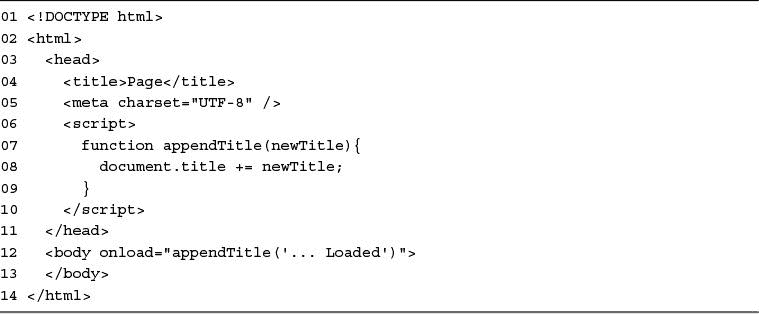 01 <!DOCTYPE html>
02 <html>
03   <head>
04     <title>Page</title>
05     <meta charset="UTF-8" />
06     <script>
07       function appendTitle(newTitle){
08         document.title += newTitle;
09       }
10     </script>
11   </head>
12   <body onload="appendTitle('... Loaded')">
13   </body>
14 </html>